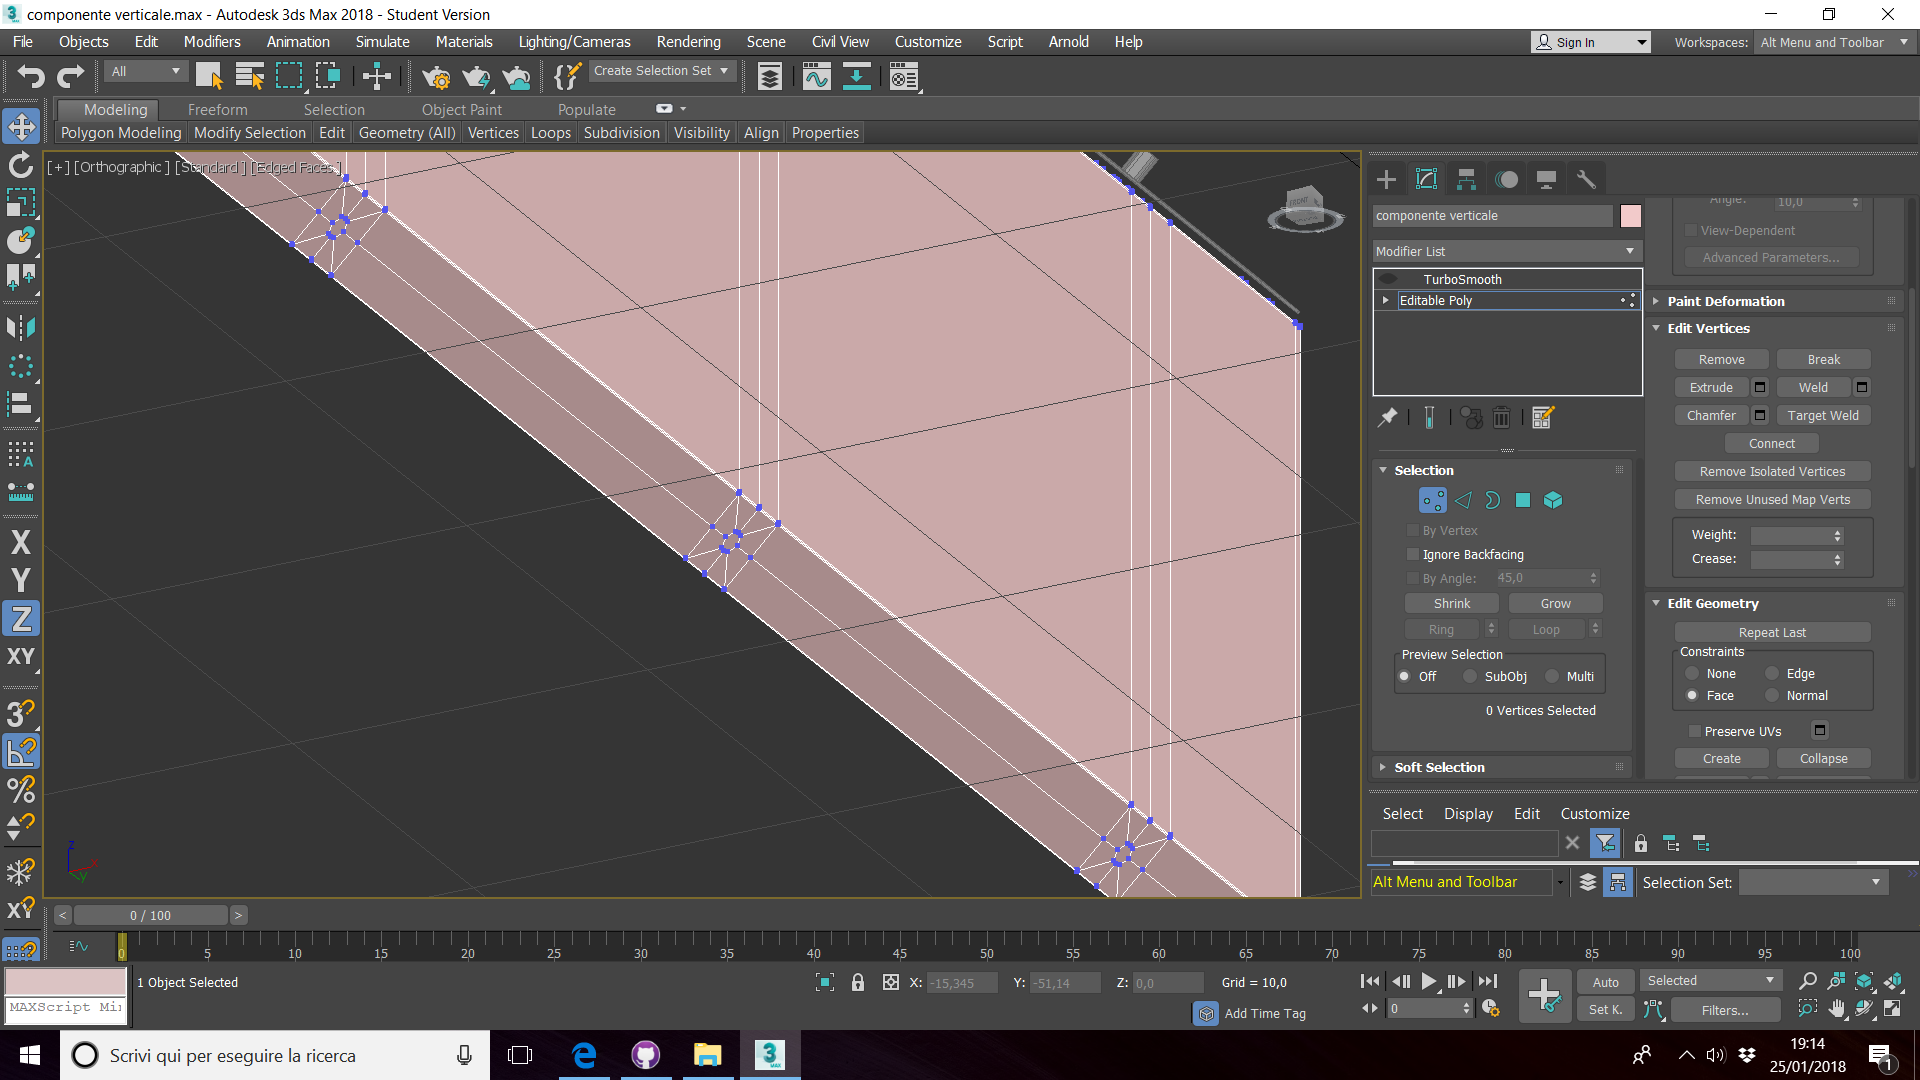 componente verticale.max - Autodesk 3ds Max 2018 - Student Version
File Objects Edit Modifiers Animation Simulate Materials Lighting/Cameras Rendering Scene Civil View Customize Script Arnold Help
Sign In Workspaces: Alt Menu and Toolbar
All Create Selection Set
Modeling Freeform Selection Object Paint Populate
Polygon Modeling Modify Selection Edit Geometry (All) Vertices Loops Subdivision Visibility Align Properties
[+] [Orthographic ] [Standard ] [Edged Faces ]
FRONT
componente verticale
Modifier List
TurboSmooth
Editable Poly
Selection
By Vertex
Ignore Backfacing
By Angle: 45,0
Shrink Grow
Ring Loop
Preview Selection
Off SubObj Multi
0 Vertices Selected
Soft Selection
Angle: 10,0
View-Dependent
Advanced Parameters...
Paint Deformation
Edit Vertices
Remove Break
Extrude Weld
Chamfer Target Weld
Connect
Remove Isolated Vertices
Remove Unused Map Verts
Weight:
Crease:
Edit Geometry
Repeat Last
Constraints
None Edge
Face Normal
Preserve UVs
Create Collapse
Select Display Edit Customize
Alt Menu and Toolbar Selection Set:
X
Y
Z
XY
3
%
XY
z
x
y
< 0 / 100 >
0 5 10 15 20 25 30 35 40 45 50 55 60 65 70 75 80 85 90 95 100
1 Object Selected
X: -15,345 Y: -51,14 Z: 0,0 Grid = 10,0
Add Time Tag
0
Auto Selected
Set K. Filters...
MAXScript Mi
Scrivi qui per eseguire la ricerca
3
MAX
19:14
25/01/2018
1